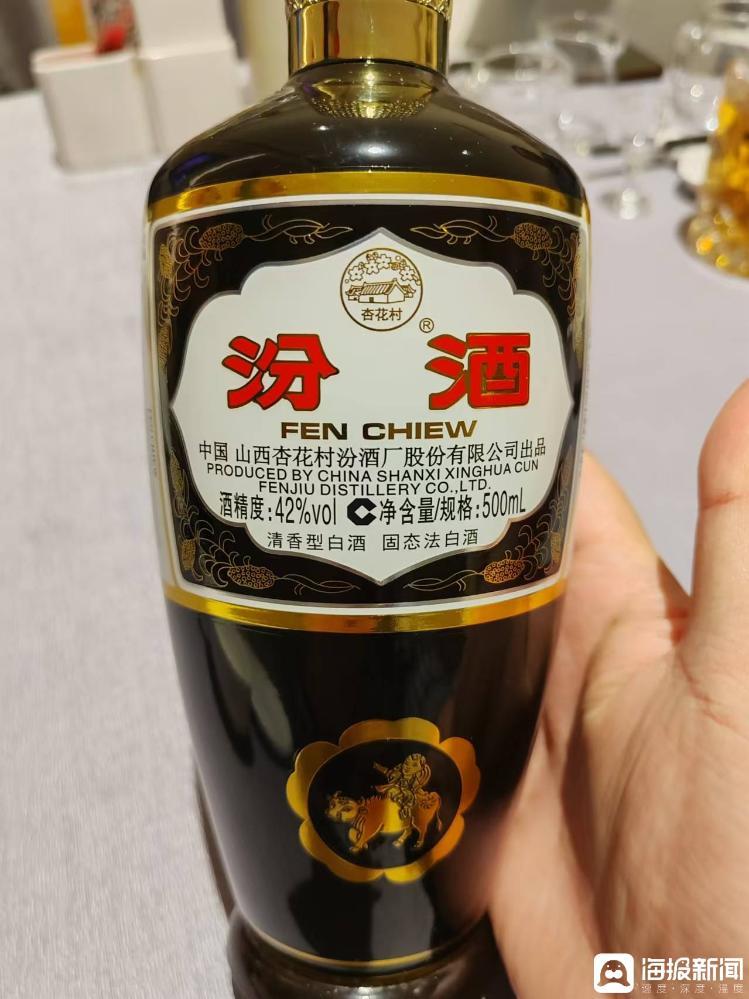 杏花村
®
汾酒
FEN CHIEW
中国 山西杏花村汾酒厂股份有限公司出品
PRODUCED BY CHINA SHANXI XINGHUA CUN
FENJIU DISTILLERY CO.,LTD.
酒精度:42%vol C净含量/规格:500mL
清香型白酒 固态法白酒
海报新闻
速度·深度·温度